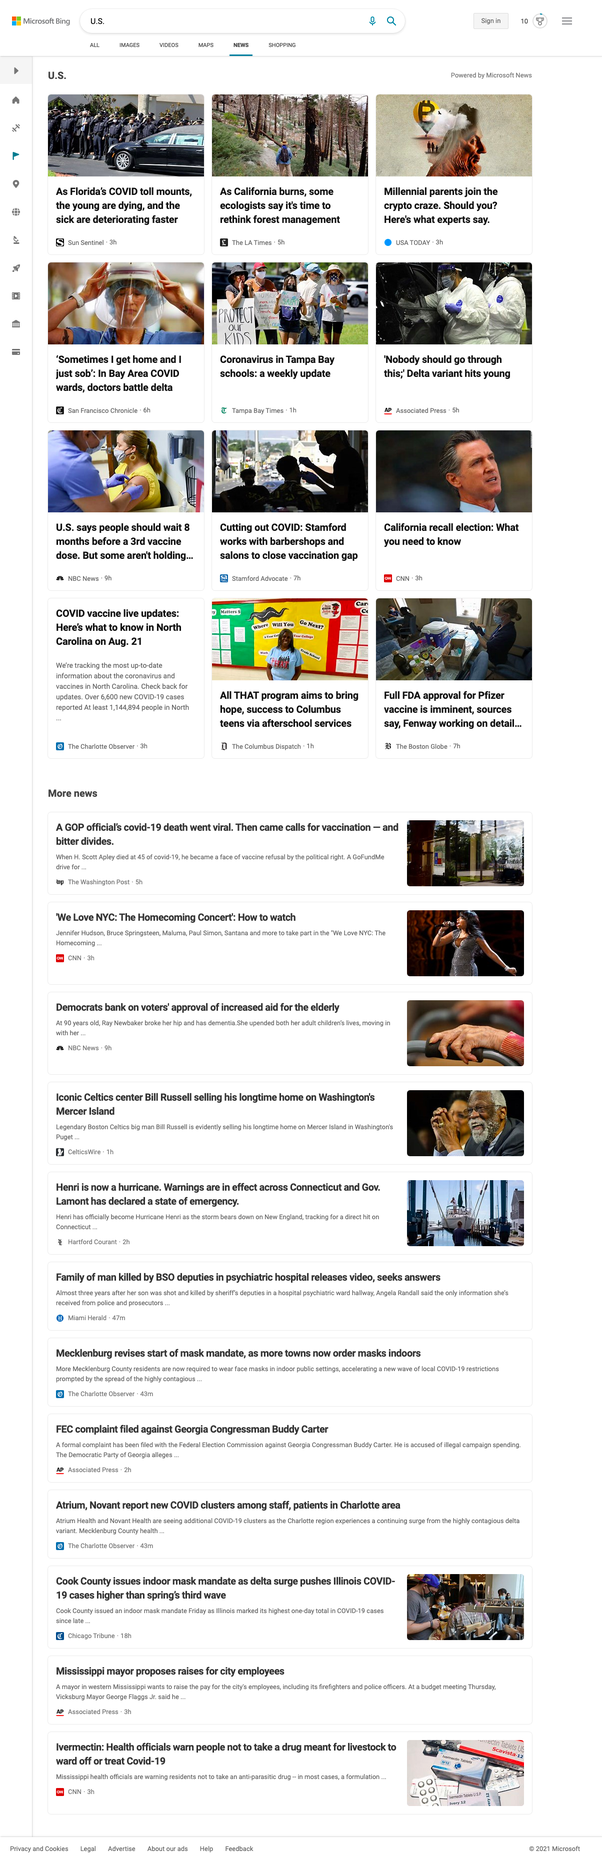 Microsoft Bing
U.S.
Sign in
10
ALL IMAGES VIDEOS MAPS NEWS SHOPPING
U.S.
Powered by Microsoft News
As Florida's COVID toll mounts,
the young are dying, and the
sick are deteriorating faster
Sun Sentinel · 3h
As California burns, some
ecologists say it's time to
rethink forest management
The LA Times · 5h
Millennial parents join the
crypto craze. Should you?
Here's what experts say.
USA TODAY · 3h
'Sometimes I get home and I
just sob': In Bay Area COVID
wards, doctors battle delta
San Francisco Chronicle · 6h
PROTECT
OUR
KIDS
Coronavirus in Tampa Bay
schools: a weekly update
Tampa Bay Times · 1h
'Nobody should go through
this;' Delta variant hits young
AP Associated Press · 5h
U.S. says people should wait 8
months before a 3rd vaccine
dose. But some aren't holding...
NBC News · 9h
Cutting out COVID: Stamford
works with barbershops and
salons to close vaccination gap
Stamford Advocate · 7h
California recall election: What
you need to know
CNN · 3h
COVID vaccine live updates:
Here's what to know in North
Carolina on Aug. 21
We're tracking the most up-to-date
information about the coronavirus and
vaccines in North Carolina. Check back for
updates. Over 6,600 new COVID-19 cases
reported At least 1,144,894 people in North
...
The Charlotte Observer · 3h
Where Will You Go Next?
All THAT program aims to bring
hope, success to Columbus
teens via afterschool services
The Columbus Dispatch · 1h
Full FDA approval for Pfizer
vaccine is imminent, sources
say, Fenway working on detail...
The Boston Globe · 7h
More news
A GOP official's covid-19 death went viral. Then came calls for vaccination — and
bitter divides.
When H. Scott Apley died at 45 of covid-19, he became a face of vaccine refusal by the political right. A GoFundMe
drive for ...
wp The Washington Post · 5h
'We Love NYC: The Homecoming Concert': How to watch
Jennifer Hudson, Bruce Springsteen, Maluma, Paul Simon, Santana and more to take part in the "We Love NYC: The
Homecoming ...
CNN · 3h
Democrats bank on voters' approval of increased aid for the elderly
At 90 years old, Ray Newbaker broke her hip and has dementia.She upended both her adult children's lives, moving in
with her ...
NBC News · 9h
Iconic Celtics center Bill Russell selling his longtime home on Washington's
Mercer Island
Legendary Boston Celtics big man Bill Russell is evidently selling his longtime home on Mercer Island in Washington's
Puget ...
CelticsWire · 1h
Henri is now a hurricane. Warnings are in effect across Connecticut and Gov.
Lamont has declared a state of emergency.
Henri has officially become Hurricane Henri as the storm bears down on New England, tracking for a direct hit on
Connecticut ...
Hartford Courant · 2h
Family of man killed by BSO deputies in psychiatric hospital releases video, seeks answers
Almost three years after her son was shot and killed by sheriff's deputies in a hospital psychiatric ward hallway, Angela Randall said the only information she's
received from police and prosecutors ...
Miami Herald · 47m
Mecklenburg revises start of mask mandate, as more towns now order masks indoors
More Mecklenburg County residents are now required to wear face masks in indoor public settings, accelerating a new wave of local COVID-19 restrictions
prompted by the spread of the highly contagious ...
The Charlotte Observer · 43m
FEC complaint filed against Georgia Congressman Buddy Carter
A formal complaint has been filed with the Federal Election Commission against Georgia Congressman Buddy Carter. He is accused of illegal campaign spending.
The Democratic Party of Georgia alleges ...
AP Associated Press · 2h
Atrium, Novant report new COVID clusters among staff, patients in Charlotte area
Atrium Health and Novant Health are seeing additional COVID-19 clusters as the Charlotte region experiences a continuing surge from the highly contagious delta
variant. Mecklenburg County health ...
The Charlotte Observer · 43m
Cook County issues indoor mask mandate as delta surge pushes Illinois COVID-
19 cases higher than spring's third wave
Cook County issued an indoor mask mandate Friday as Illinois marked its highest one-day total in COVID-19 cases
since late ...
Chicago Tribune · 18h
Mississippi mayor proposes raises for city employees
A mayor in western Mississippi wants to raise the pay for the city's employees, including its firefighters and police officers. At a budget meeting Thursday,
Vicksburg Mayor George Flaggs Jr. said he ...
AP Associated Press · 3h
Ivermectin: Health officials warn people not to take a drug meant for livestock to
ward off or treat Covid-19
Mississippi health officials are warning residents not to take an anti-parasitic drug -- in most cases, a formulation ...
CNN · 3h
Privacy and Cookies Legal Advertise About our ads Help Feedback
© 2021 Microsoft